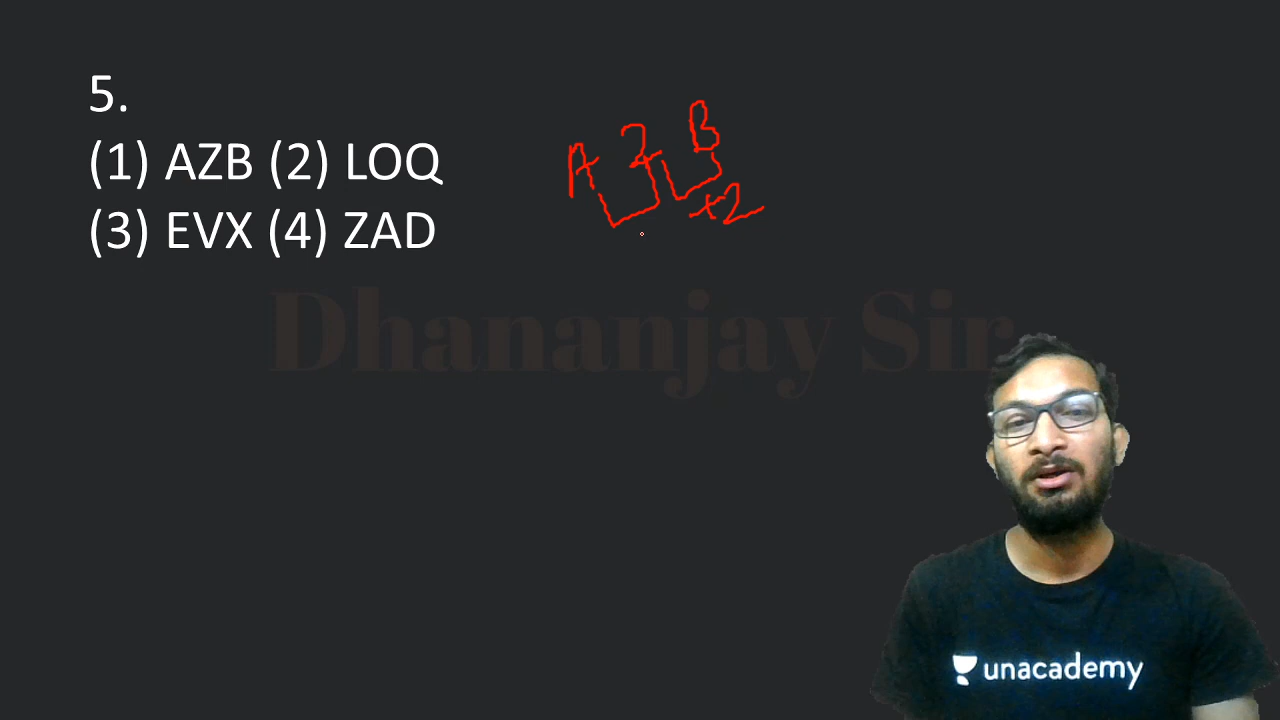 5.
(1) AZB (2) LOQ
(3) EVX (4) ZAD
A Z B
+2
Dhananjay Sir
unacademy